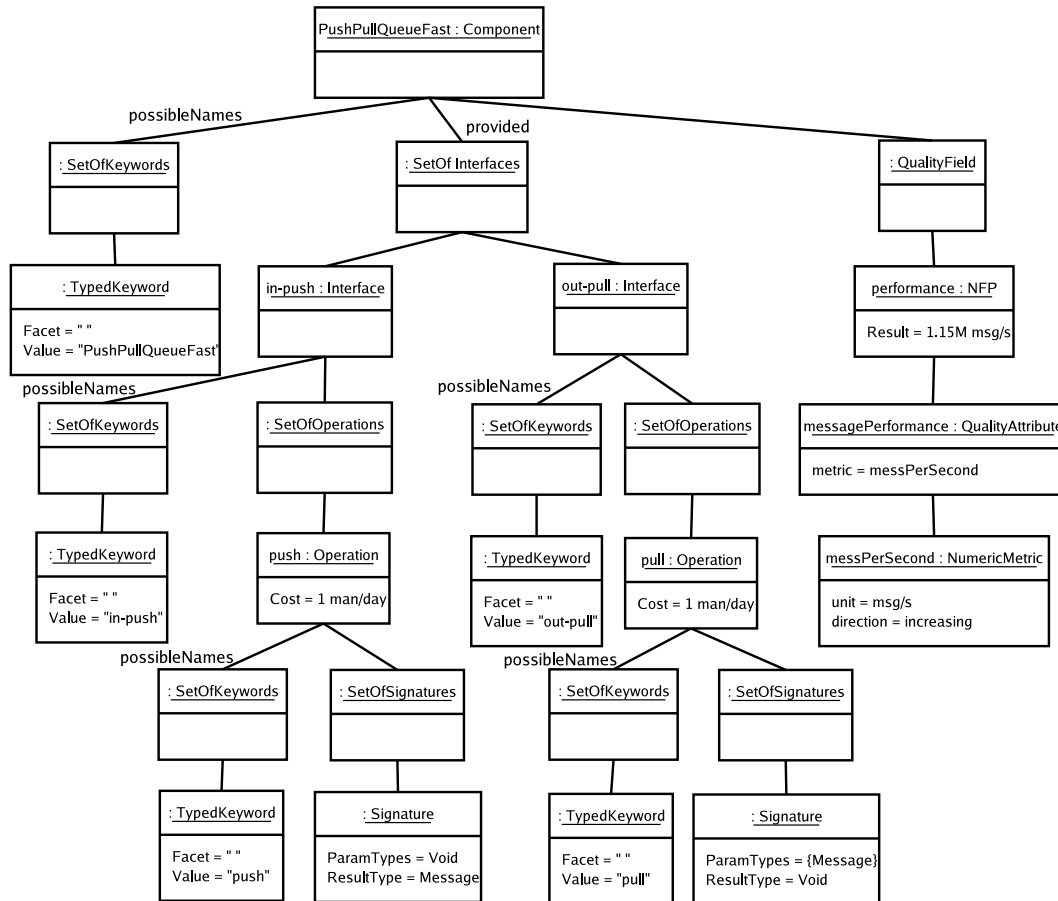 PushPullQueueFast : Component
possibleNames
provided
: SetOfKeywords
: SetOf Interfaces
: QualityField
: TypedKeyword
Facet = " "
Value = "PushPullQueueFast"
in-push : Interface
out-pull : Interface
performance : NFP
Result = 1.15M msg/s
possibleNames
possibleNames
: SetOfKeywords
: SetOfOperations
: SetOfKeywords
: SetOfOperations
messagePerformance : QualityAttribute
metric = messPerSecond
: TypedKeyword
Facet = " "
Value = "in-push"
push : Operation
Cost = 1 man/day
: TypedKeyword
Facet = " "
Value = "out-pull"
pull : Operation
Cost = 1 man/day
messPerSecond : NumericMetric
unit = msg/s
direction = increasing
possibleNames
possibleNames
: SetOfKeywords
: SetOfSignatures
: SetOfKeywords
: SetOfSignatures
: TypedKeyword
Facet = " "
Value = "push"
: Signature
ParamTypes = Void
ResultType = Message
: TypedKeyword
Facet = " "
Value = "pull"
: Signature
ParamTypes = {Message}
ResultType = Void